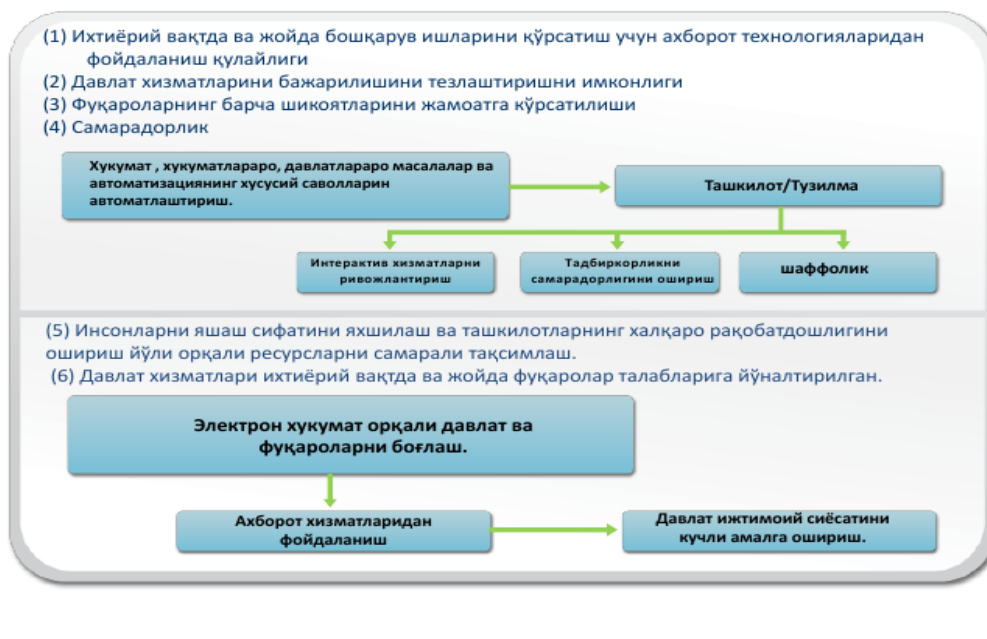 (1) Ихтиёрий вақтда ва жойда бошқарув ишларини қўрсатиш учун ахборот технологияларидан
фойдаланиш қулайлиги
(2) Давлат хизматларини бажарилишини тезлаштиришни имконлиги
(3) Фуқароларнинг барча шикоятларини жамоатга кўрсатилиши
(4) Самарадорлик
Хукумат , хукуматлараро, давлатлараро масалалар ва
автоматизациянинг хусусий саволларин
автоматлаштириш.
Ташкилот/Тузилма
Интерактив хизматларни
ривожлантириш
Тадбиркорликни
самарадорлигини ошириш
шаффолик
(5) Инсонларни яшаш сифатини яхшилаш ва ташкилотларнинг халқаро рақобатдошлигини
ошириш йўли орқали ресурсларни самарали тақсимлаш.
(6) Давлат хизматлари ихтиёрий вақтда ва жойда фуқаролар талабларига йўналтирилган.
Электрон хукумат орқали давлат ва
фуқароларни боғлаш.
Ахборот хизматларидан
фойдаланиш
Давлат ижтимоий сиёсатини
кучли амалга ошириш.